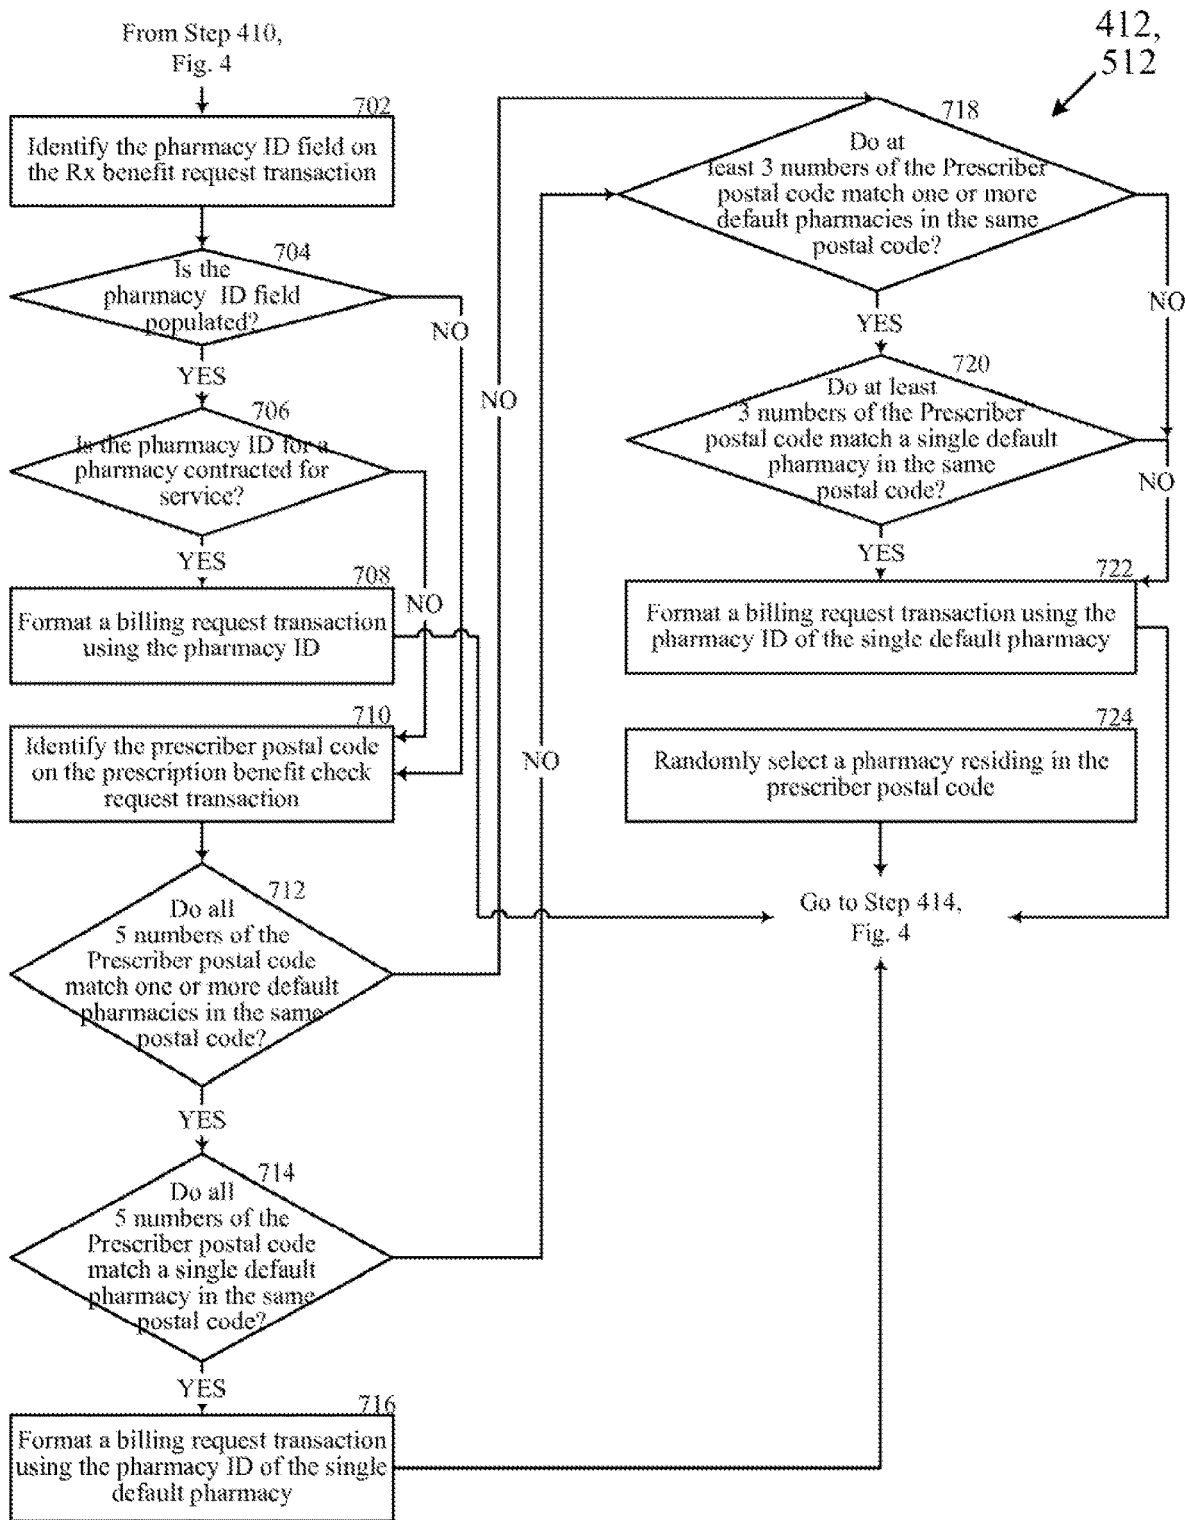 From Step 410,
Fig. 4
702
Identify the pharmacy ID field on
the Rx benefit request transaction
704
Is the
pharmacy ID field
populated?
NO
YES
706
Is the pharmacy ID for a
pharmacy contracted for
service?
YES
NO
708
Format a billing request transaction
using the pharmacy ID
710
Identify the prescriber postal code
on the prescription benefit check
request transaction
712
Do all
5 numbers of the
Prescriber postal code
match one or more default
pharmacies in the same
postal code?
NO
YES
714
Do all
5 numbers of the
Prescriber postal code
match a single default
pharmacy in the same
postal code?
NO
YES
716
Format a billing request transaction
using the pharmacy ID of the single
default pharmacy
412,
512
718
Do at
least 3 numbers of the Prescriber
postal code match one or more
default pharmacies in the same
postal code?
NO
YES
720
Do at least
3 numbers of the Prescriber
postal code match a single default
pharmacy in the same
postal code?
NO
YES
722
Format a billing request transaction using the
pharmacy ID of the single default pharmacy
724
Randomly select a pharmacy residing in the
prescriber postal code
Go to Step 414,
Fig. 4